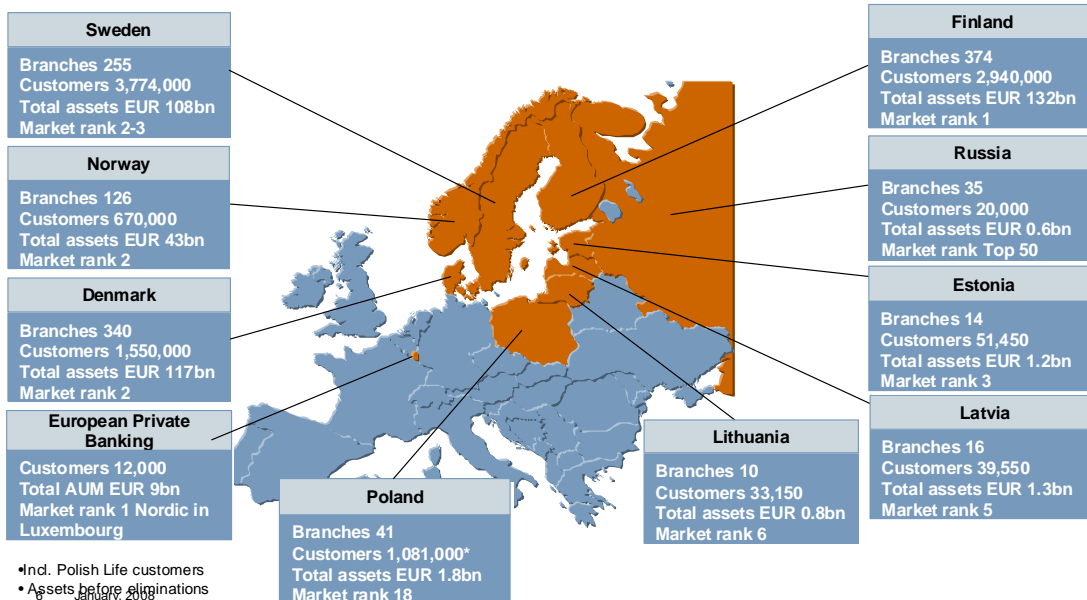 Sweden
Branches 255
Customers 3,774,000
Total assets EUR 108bn
Market rank 2-3
Norway
Branches 126
Customers 670,000
Total assets EUR 43bn
Market rank 2
Denmark
Branches 340
Customers 1,550,000
Total assets EUR 117bn
Market rank 2
European Private
Banking
Customers 12,000
Total AUM EUR 9bn
Market rank 1 Nordic in
Luxembourg
Poland
Branches 41
Customers 1,081,000*
Total assets EUR 1.8bn
Market rank 18
Lithuania
Branches 10
Customers 33,150
Total assets EUR 0.8bn
Market rank 6
Finland
Branches 374
Customers 2,940,000
Total assets EUR 132bn
Market rank 1
Russia
Branches 35
Customers 20,000
Total assets EUR 0.6bn
Market rank Top 50
Estonia
Branches 14
Customers 51,450
Total assets EUR 1.2bn
Market rank 3
Latvia
Branches 16
Customers 39,550
Total assets EUR 1.3bn
Market rank 5
•Incl. Polish Life customers
• Assets before eliminations
6 January, 2008